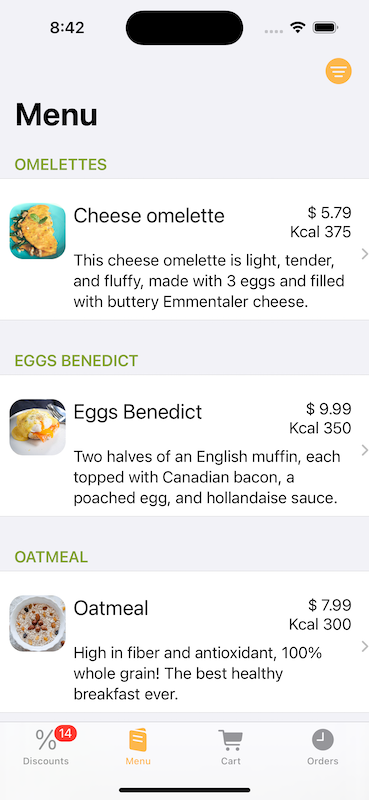 8:42
Menu
OMELETTES
Cheese omelette
$ 5.79
Kcal 375
This cheese omelette is light, tender,
and fluffy, made with 3 eggs and filled
with buttery Emmentaler cheese.
EGGS BENEDICT
Eggs Benedict
$ 9.99
Kcal 350
Two halves of an English muffin, each
topped with Canadian bacon, a
poached egg, and hollandaise sauce.
OATMEAL
Oatmeal
$ 7.99
Kcal 300
High in fiber and antioxidant, 100%
whole grain! The best healthy
breakfast ever.
% 14
Discounts
Menu
Cart
Orders